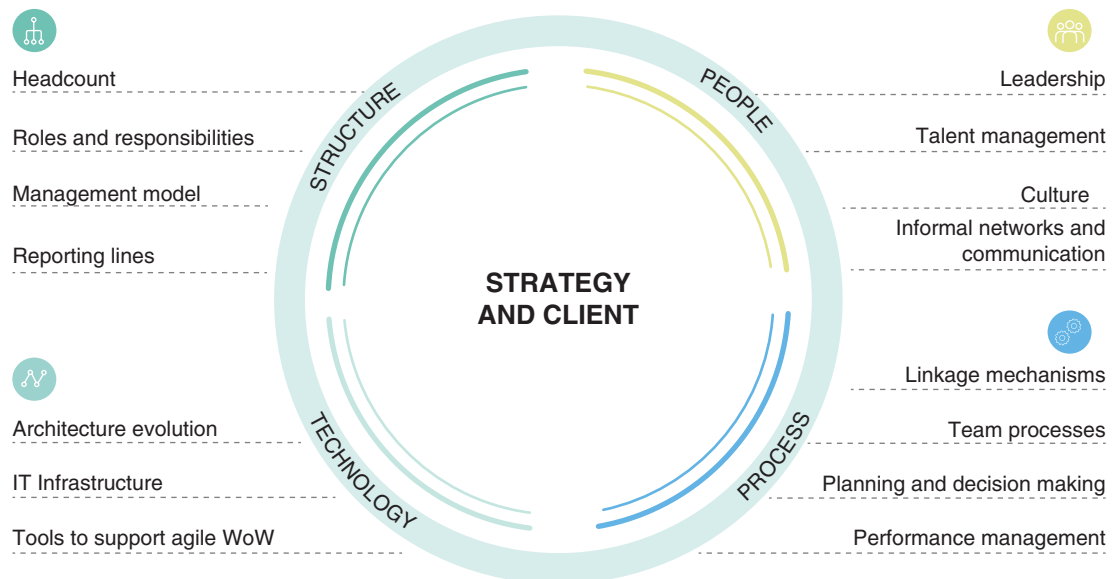 STRUCTURE
Headcount
Roles and responsibilities
Management model
Reporting lines
PEOPLE
Leadership
Talent management
Culture
Informal networks and
communication
STRATEGY
AND CLIENT
TECHNOLOGY
Architecture evolution
IT Infrastructure
Tools to support agile WoW
PROCESS
Linkage mechanisms
Team processes
Planning and decision making
Performance management